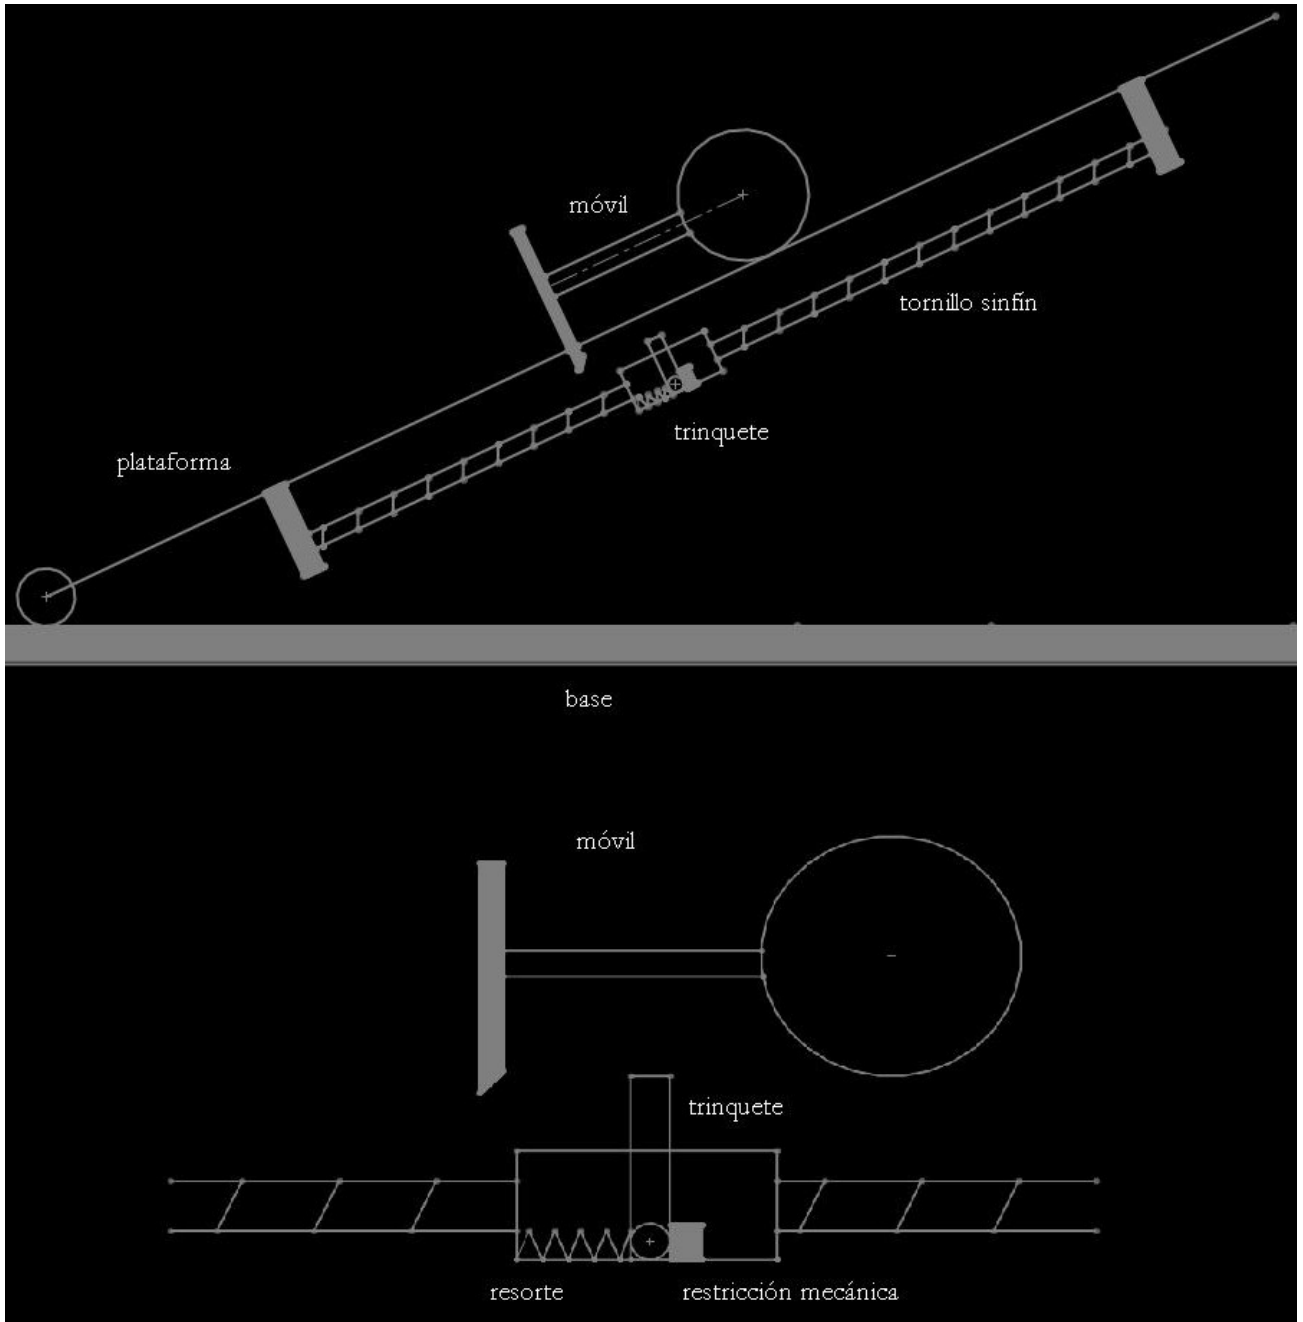 móvil
tornillo sinfín
trinquete
plataforma
base
móvil
trinquete
resorte
restricción mecánica